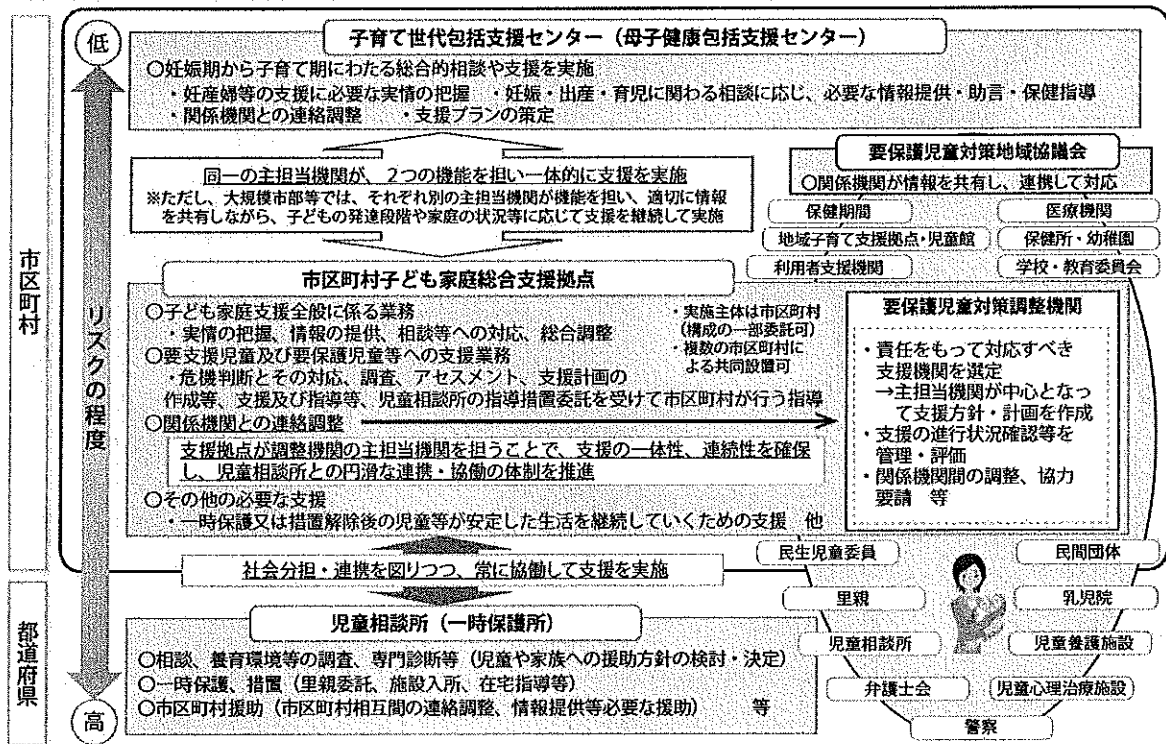 市区町村
都道府県
低
リスクの程度
高
子育て世代包括支援センター（母子健康包括支援センター）
〇妊娠期から子育て期にわたる総合的相談や支援を実施
・妊産婦等の支援に必要な実情の把握　・妊娠・出産・育児に関わる相談に応じ、必要な情報提供・助言・保健指導
・関係機関との連絡調整　・支援プランの策定
同一の主担当機関が、２つの機能を担い一体的に支援を実施
※ただし、大規模市部等では、それぞれ別の主担当機関が機能を担い、適切に情報
を共有しながら、子どもの発達段階や家庭の状況等に応じて支援を継続して実施
市区町村子ども家庭総合支援拠点
〇子ども家庭支援全般に係る業務
・実情の把握、情報の提供、相談等への対応、総合調整
〇要支援児童及び要保護児童等への支援業務
・危機判断とその対応、調査、アセスメント、支援計画の
作成等、支援及び指導等、児童相談所の指導措置委託を受けて市区町村が行う指導
〇関係機関との連絡調整
支援拠点が調整機関の主担当機関を担うことで、支援の一体性、連続性を確保
し、児童相談所との円滑な連携・協働の体制を推進
〇その他の必要な支援
・一時保護又は措置解除後の児童等が安定した生活を継続していくための支援　他
・実施主体は市区町村
（構成の一部委託可）
・複数の市区町村に
よる共同設置可
社会分担・連携を図りつつ、常に協働して支援を実施
児童相談所（一時保護所）
〇相談、養育環境等の調査、専門診断等（児童や家族への援助方針の検討・決定）
〇一時保護、措置（里親委託、施設入所、在宅指導等）
〇市区町村援助（市区町村相互間の連絡調整、情報提供等必要な援助）　等
要保護児童対策地域協議会
〇関係機関が情報を共有し、連携して対応
保健期間
医療機関
地域子育て支援拠点・児童館
保健所・幼稚園
利用者支援機関
学校・教育委員会
要保護児童対策調整機関
・責任をもって対応すべき
支援機関を選定
→主担当機関が中心となっ
て支援方針・計画を作成
・支援の進行状況確認等を
管理・評価
・関係機関間の調整、協力
要請　等
民生児童委員
民間団体
里親
乳児院
児童相談所
児童養護施設
弁護士会
児童心理治療施設
警察